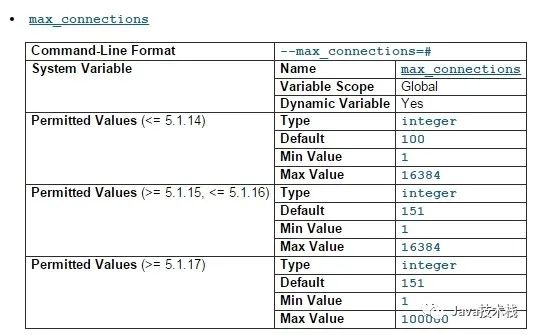 max_connections
Command-Line Format --max_connections=#
System Variable Name max_connections
Variable Scope Global
Dynamic Variable Yes
Permitted Values (<= 5.1.14) Type integer
Default 100
Min Value 1
Max Value 16384
Permitted Values (>= 5.1.15, <= 5.1.16) Type integer
Default 151
Min Value 1
Max Value 16384
Permitted Values (>= 5.1.17) Type integer
Default 151
Min Value 1
Max Value 100000
Java技术栈